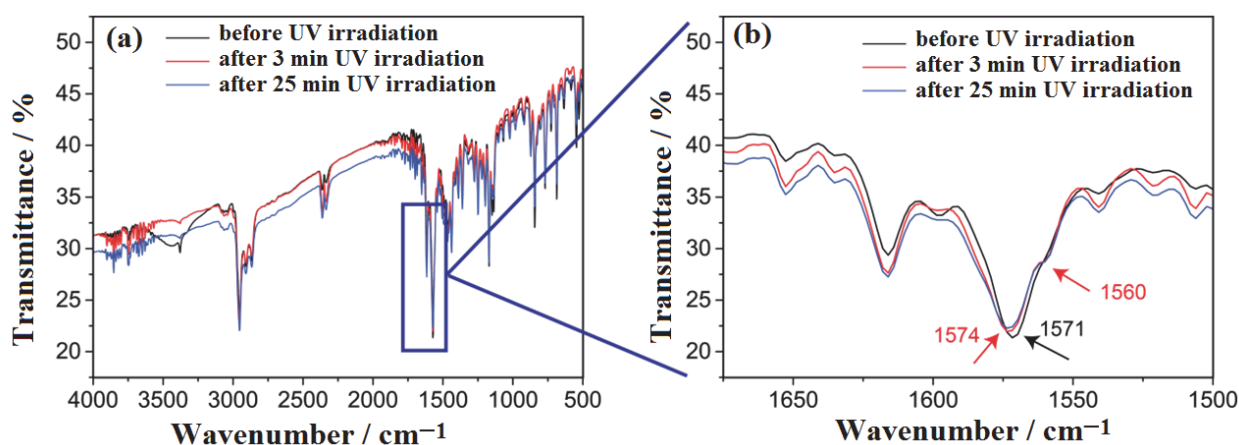 (a)
before UV irradiation
after 3 min UV irradiation
after 25 min UV irradiation
Transmittance / %
50
45
40
35
30
25
20
4000 3500 3000 2500 2000 1500 1000 500
Wavenumber / cm⁻¹
(b)
before UV irradiation
after 3 min UV irradiation
after 25 min UV irradiation
Transmittance / %
50
45
40
35
30
25
20
1560
1574
1571
1650 1600 1550 1500
Wavenumber / cm⁻¹